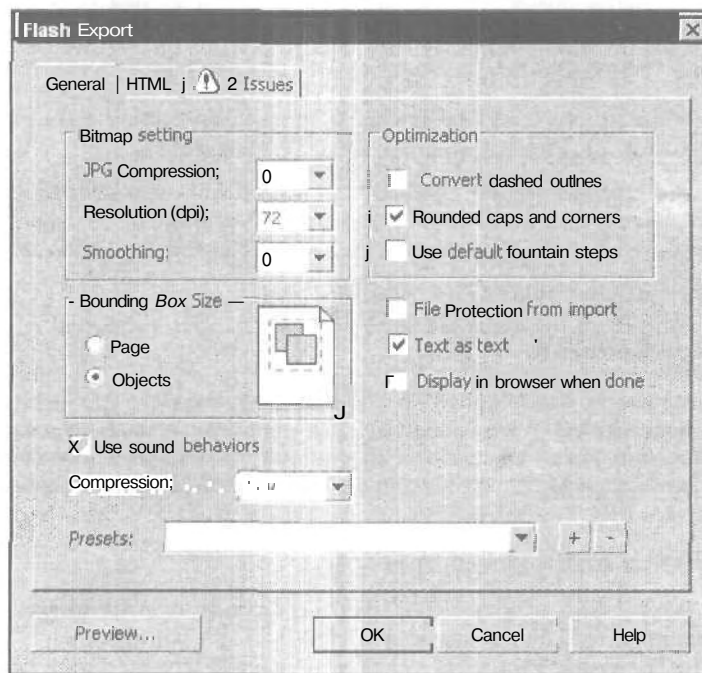 Flash Export
General | HTML j 2 Issues
Bitmap setting
JPG Compression; 0
Resolution (dpi); 72
Smoothing: 0
Optimization
Convert dashed outlnes
i Rounded caps and corners
j Use default fountain steps
- Bounding Box Size —
Page
Objects
J
File Protection from import
Text as text
Display in browser when done
X Use sound behaviors
Compression;
Presets:
+ -
Preview...
OK
Cancel
Help